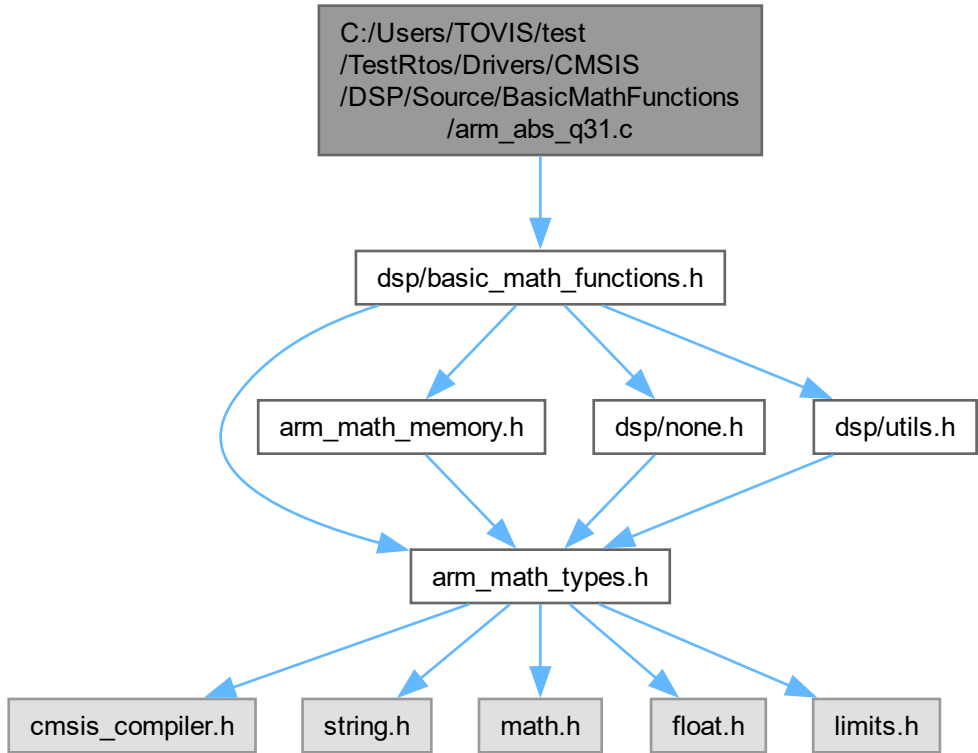 C:/Users/TOVIS/test
/TestRtos/Drivers/CMSIS
/DSP/Source/BasicMathFunctions
/arm_abs_q31.c
dsp/basic_math_functions.h
arm_math_memory.h
dsp/none.h
dsp/utils.h
arm_math_types.h
cmsis_compiler.h
string.h
math.h
float.h
limits.h